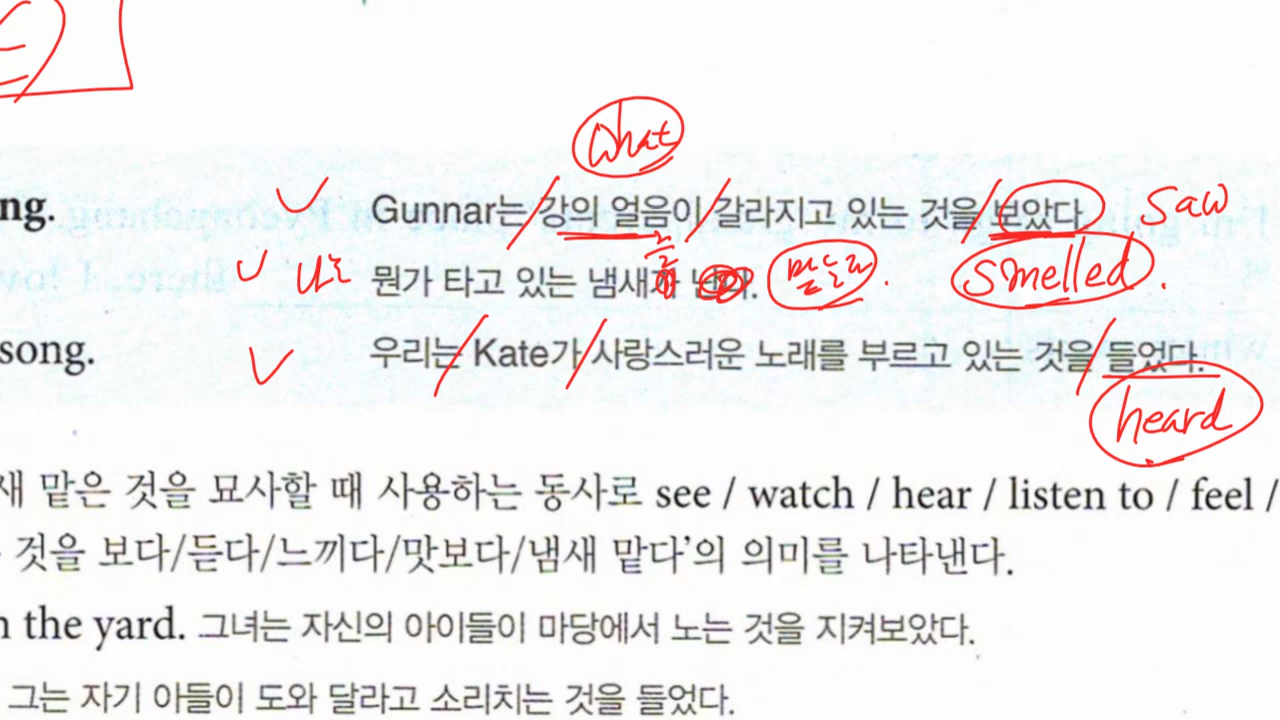 what
ng. Gunnar는 강의 얼음이 갈라지고 있는 것을 보았다. saw
나는 뭔가 타고 있는 냄새 맡는다. smelled.
song. 우리는 Kate가 사랑스러운 노래를 부르고 있는 것을 들었다.
heard
새 맡은 것을 묘사할 때 사용하는 동사로 see / watch / hear / listen to / feel /
것을 보다/듣다/느끼다/맛보다/냄새 맡다'의 의미를 나타낸다.
n the yard. 그녀는 자신의 아이들이 마당에서 노는 것을 지켜보았다.
그는 자기 아들이 도와 달라고 소리치는 것을 들었다.